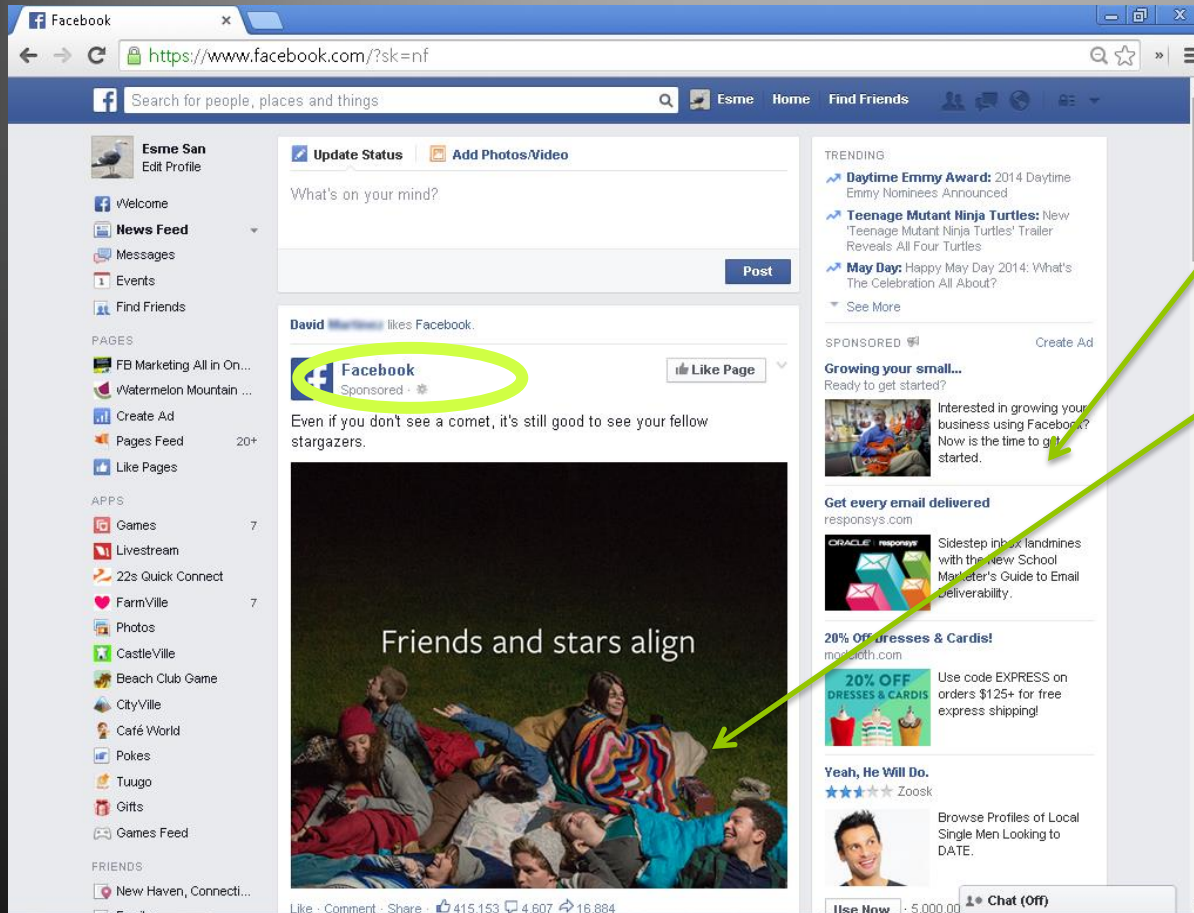 Facebook
https://www.facebook.com/?sk=nf
Search for people, places and things
Esme Home Find Friends
Esme San
Edit Profile
Welcome
News Feed
Messages
1 Events
Find Friends
PAGES
FB Marketing All in On...
Watermelon Mountain ...
Create Ad
Pages Feed 20+
Like Pages
APPS
Games 7
Livestream
22s Quick Connect
FarmVille 7
Photos
CastleVille
Beach Club Game
CityVille
Café World
Pokes
Tuugo
Gifts
Games Feed
FRIENDS
New Haven, Connecti...
Update Status Add Photos/Video
What's on your mind?
Post
David likes Facebook.
Facebook
Sponsored ·
Like Page
Even if you don't see a comet, it's still good to see your fellow
stargazers.
Friends and stars align
Like · Comment · Share · 415,153 4,607 16,884
TRENDING
Daytime Emmy Award: 2014 Daytime
Emmy Nominees Announced
Teenage Mutant Ninja Turtles: New
'Teenage Mutant Ninja Turtles' Trailer
Reveals All Four Turtles
May Day: Happy May Day 2014: What's
The Celebration All About?
See More
SPONSORED Create Ad
Growing your small...
Ready to get started?
Interested in growing your
business using Facebook?
Now is the time to get
started.
Get every email delivered
responsys.com
ORACLE responsys
Sidestep inbox landmines
with the New School
Marketer's Guide to Email
Deliverability.
20% Off Dresses & Cardis!
modcloth.com
20% OFF
DRESSES & CARDIS
Use code EXPRESS on
orders $125+ for free
express shipping!
Yeah, He Will Do.
Zoosk
Browse Profiles of Local
Single Men Looking to
DATE.
Use Now · 5,000,00
Chat (Off)